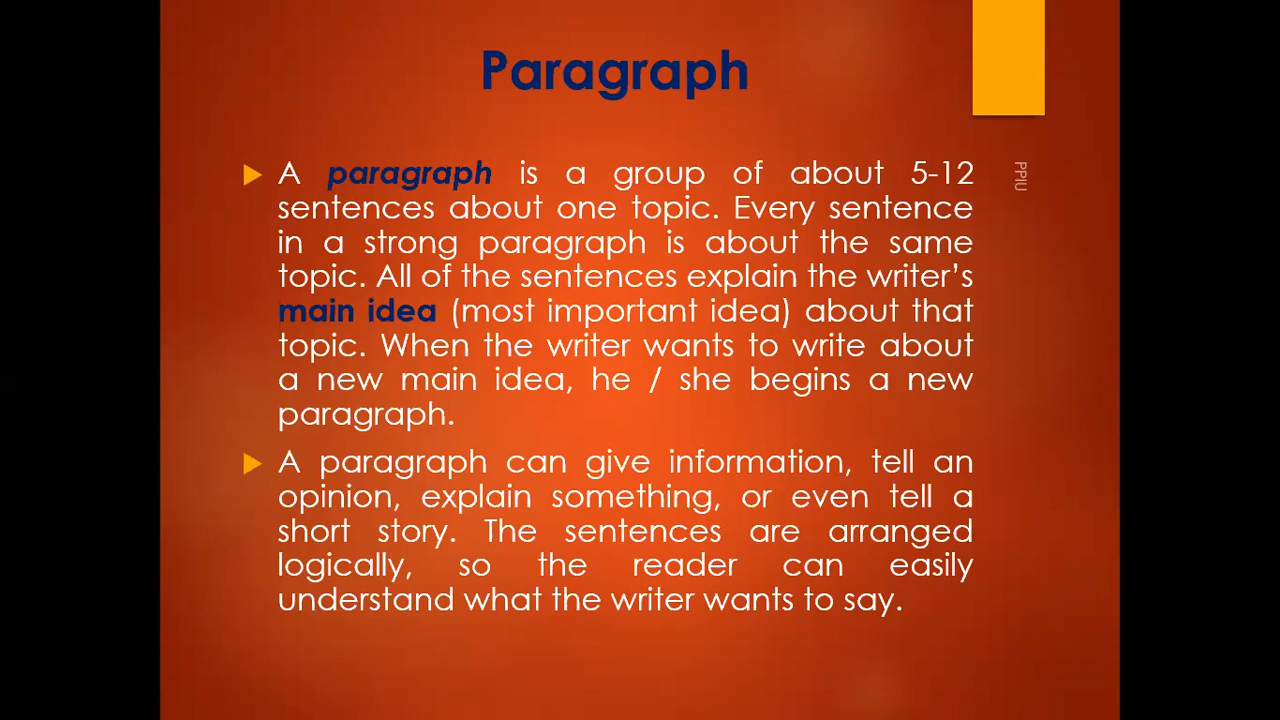 Paragraph
A paragraph is a group of about 5-12
sentences about one topic. Every sentence
in a strong paragraph is about the same
topic. All of the sentences explain the writer’s
main idea (most important idea) about that
topic. When the writer wants to write about
a new main idea, he / she begins a new
paragraph.
A paragraph can give information, tell an
opinion, explain something, or even tell a
short story. The sentences are arranged
logically, so the reader can easily
understand what the writer wants to say.
PPIU